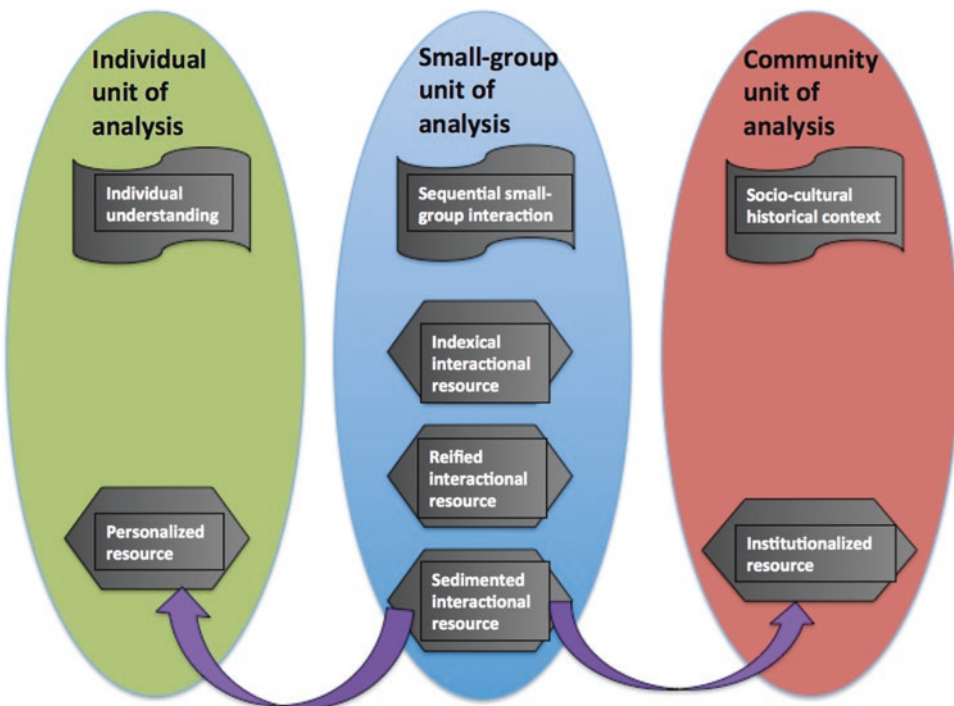 Individual
unit of
analysis
Individual
understanding
Personalized
resource
Small-group
unit of
analysis
Sequential small-
group interaction
Indexical
interactional
resource
Reified
interactional
resource
Sedimented
interactional
resource
Community
unit of
analysis
Socio-cultural
historical context
Institutionalized
resource